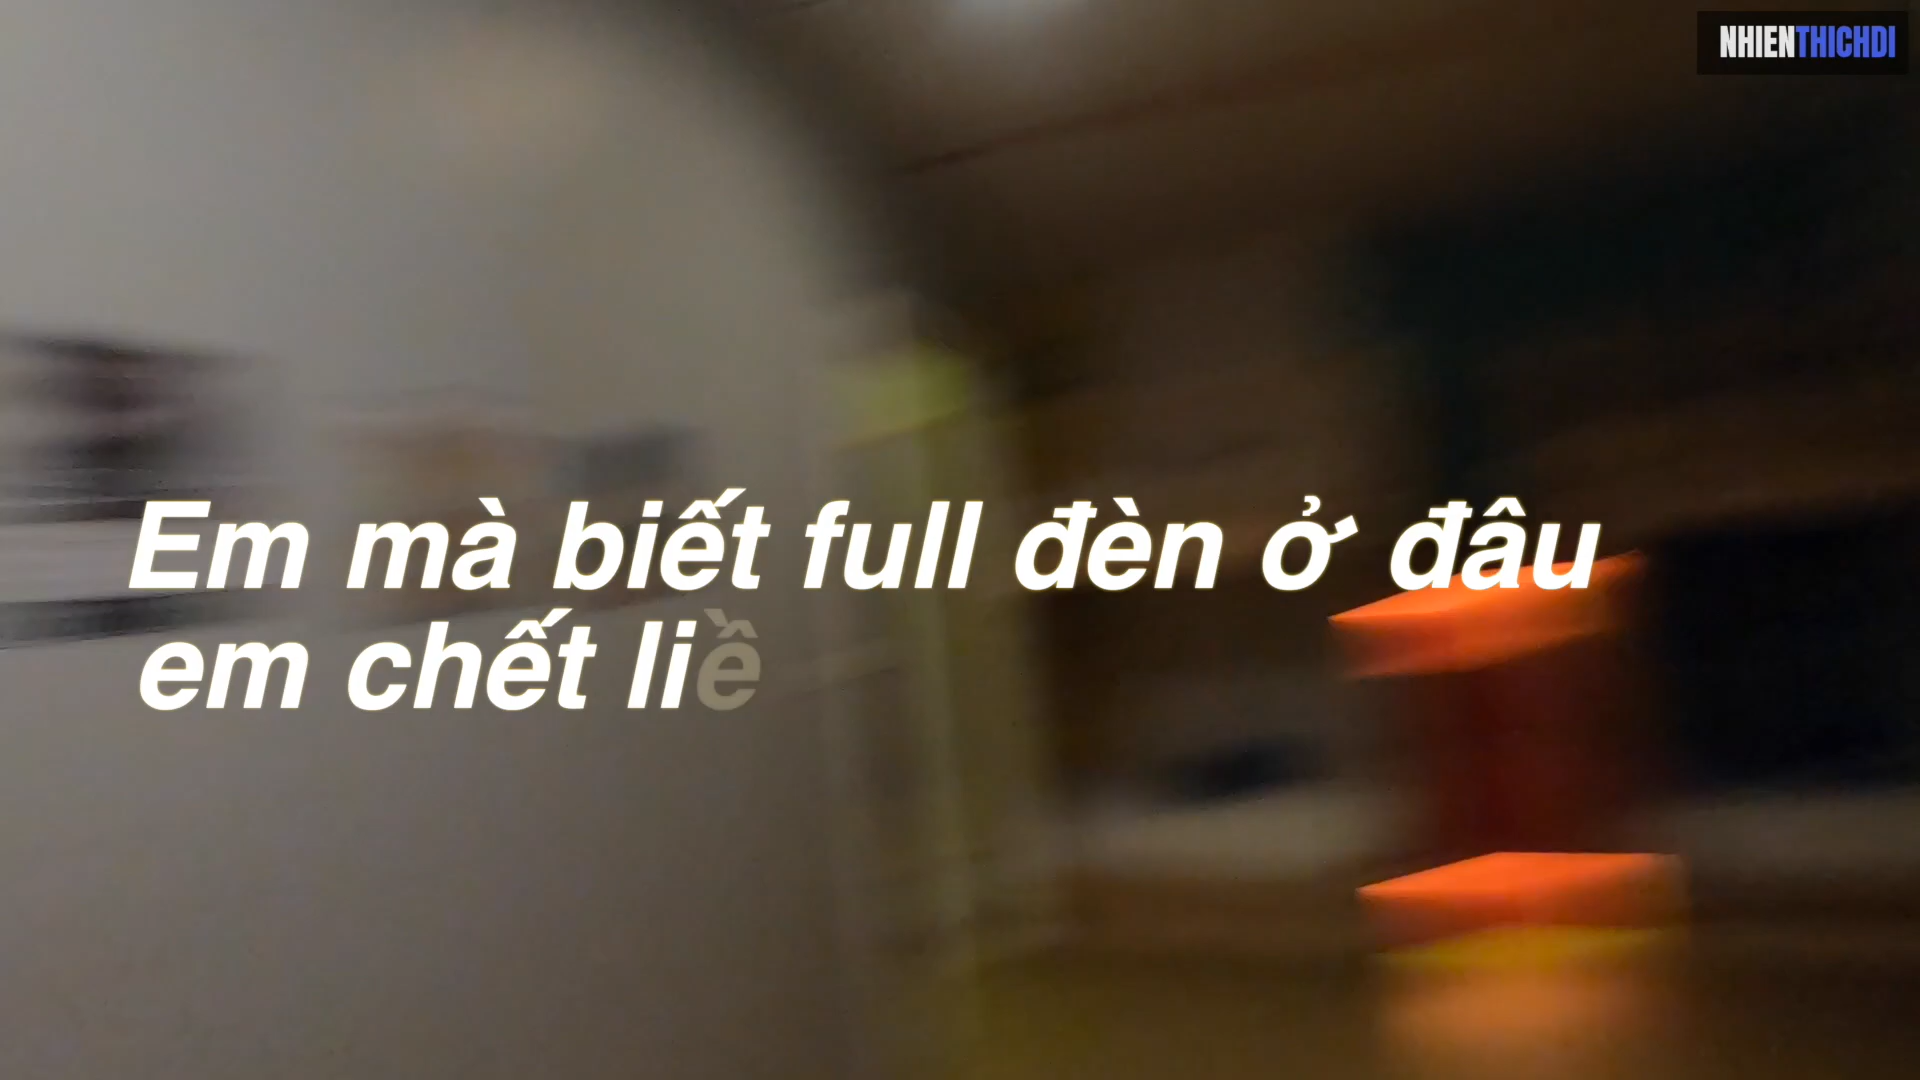 NHIENTHICHDI
Em mà biết full đèn ở đâu
em chết liề